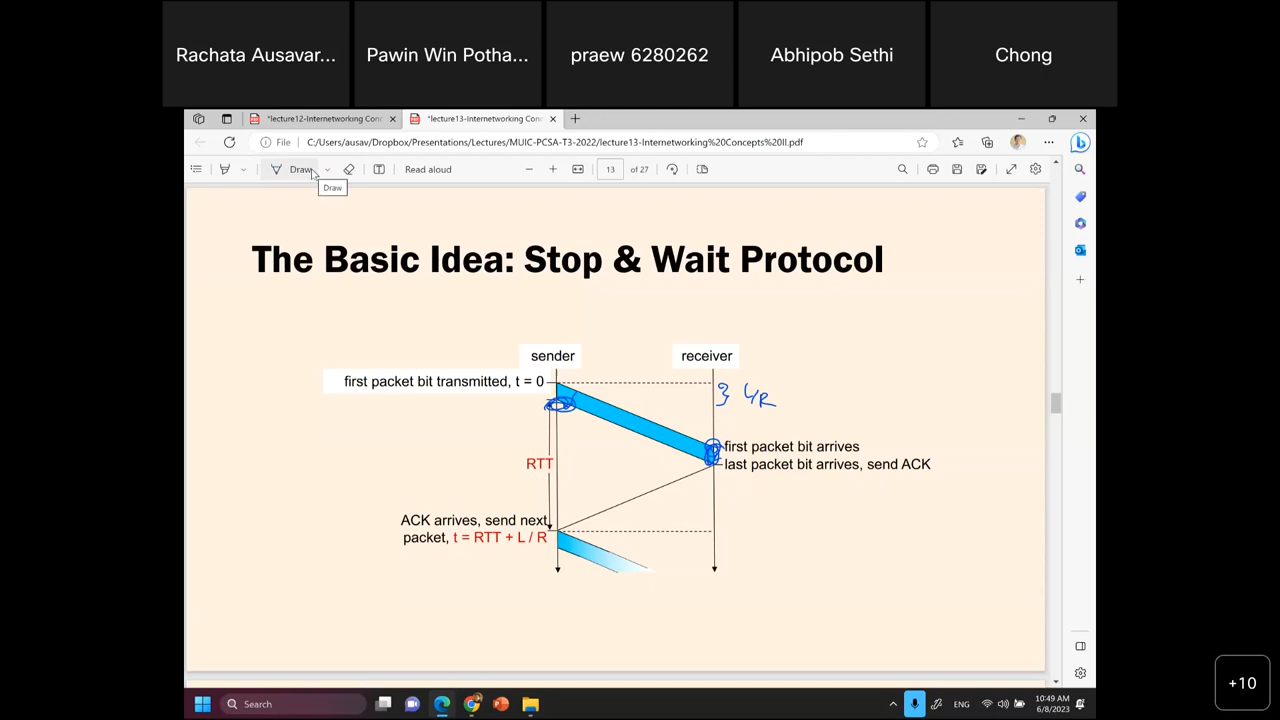 Rachata Ausavar... Pawin Win Potha... praew 6280262 Abhipob Sethi Chong
*lecture12-Internetworking Conc *lecture13-Internetworking Conc
File C:/Users/ausav/Dropbox/Presentations/Lectures/MUIC-PCSA-T3-2022/lecture13-Internetworking%20Concepts%20II.pdf
Draw Read aloud 13 of 27
Draw
The Basic Idea: Stop & Wait Protocol
sender receiver
first packet bit transmitted, t = 0
L/R
first packet bit arrives
RTT last packet bit arrives, send ACK
ACK arrives, send next
packet, t = RTT + L / R
+10
Search ENG 10:49 AM
6/8/2023